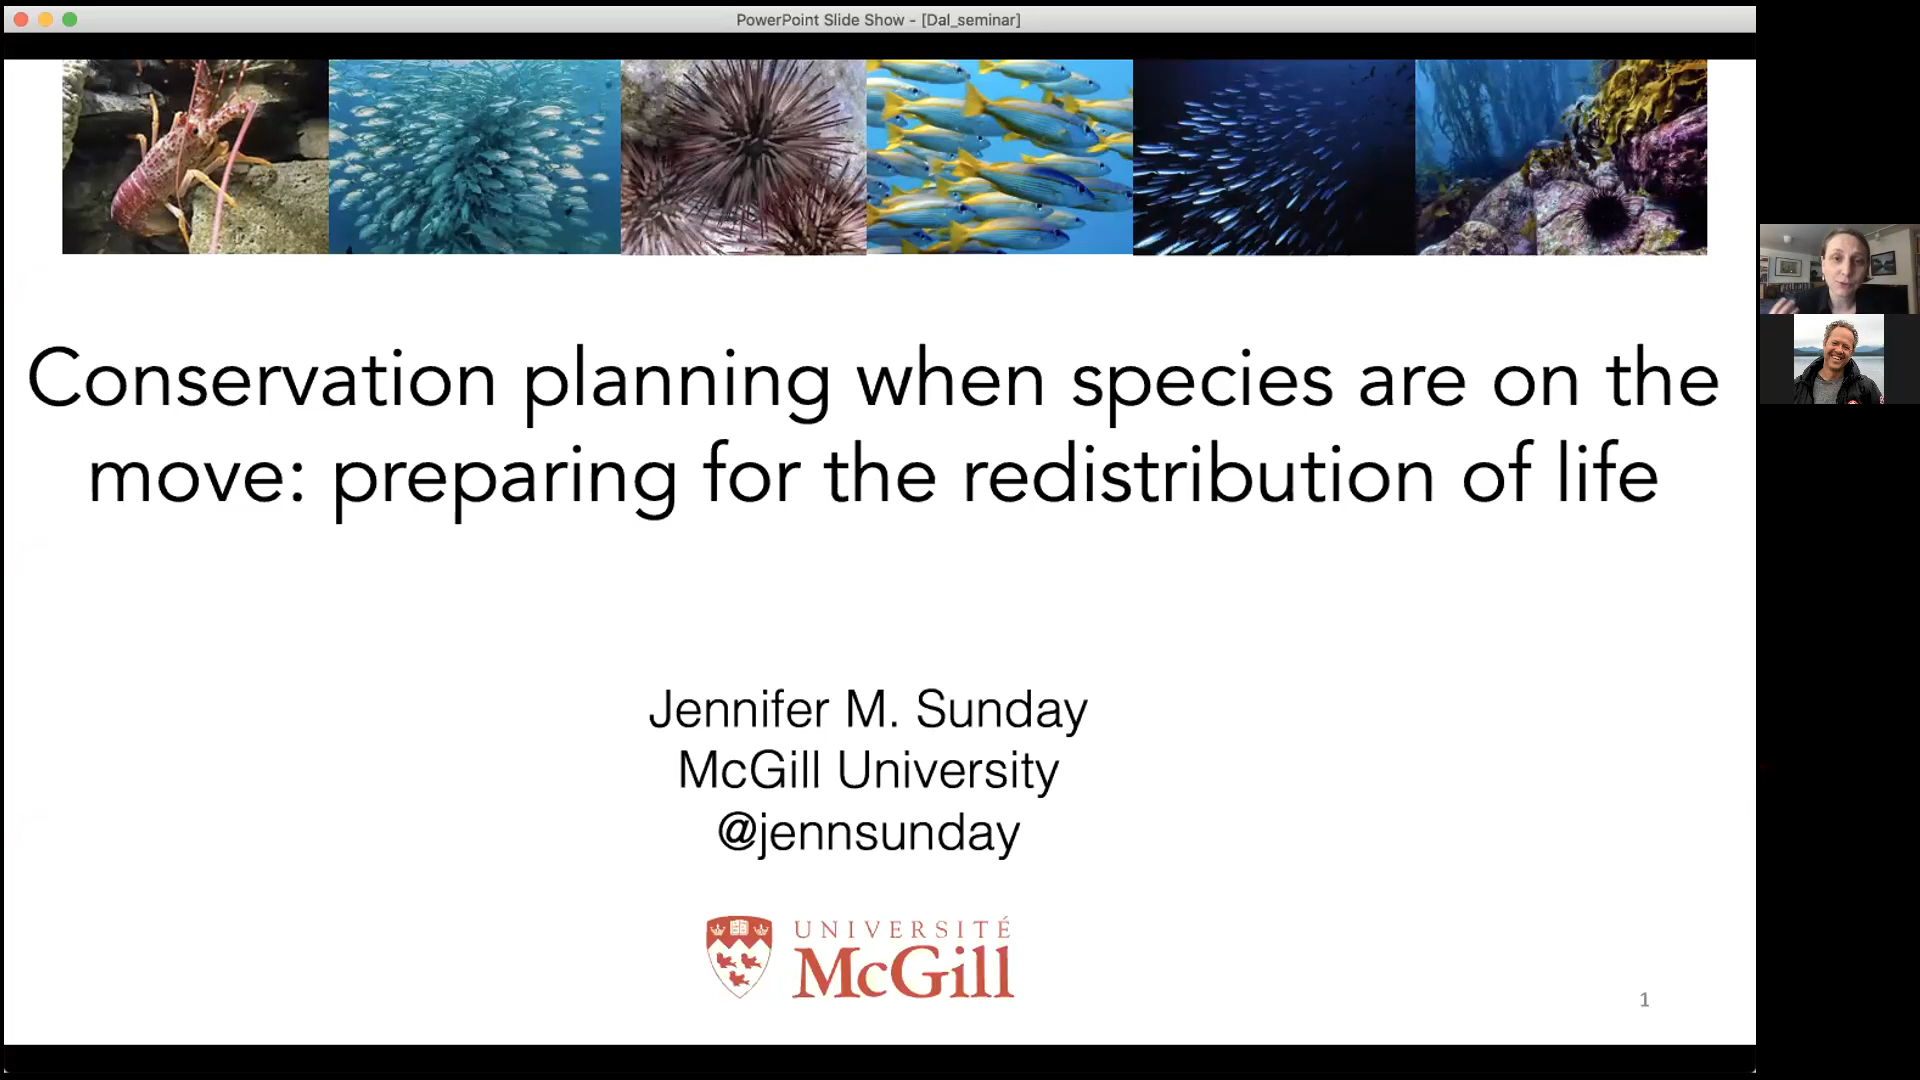 PowerPoint Slide Show - [Dal_seminar]
Conservation planning when species are on the
move: preparing for the redistribution of life
Jennifer M. Sunday
McGill University
@jennsunday
UNIVERSITÉ
McGill
1